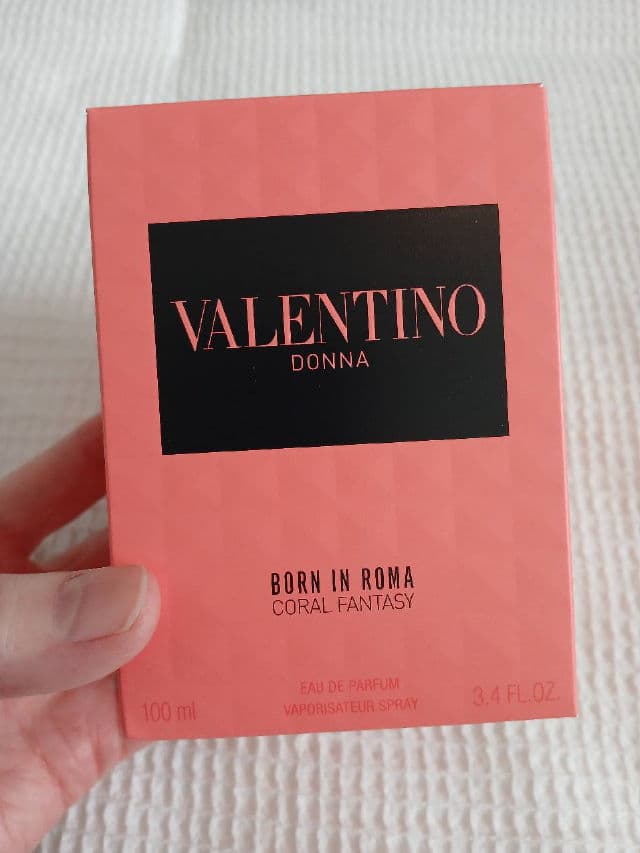 VALENTINO
DONNA
BORN IN ROMA
CORAL FANTASY
EAU DE PARFUM
100 ml VAPORISATEUR SPRAY 3.4 FL.OZ.